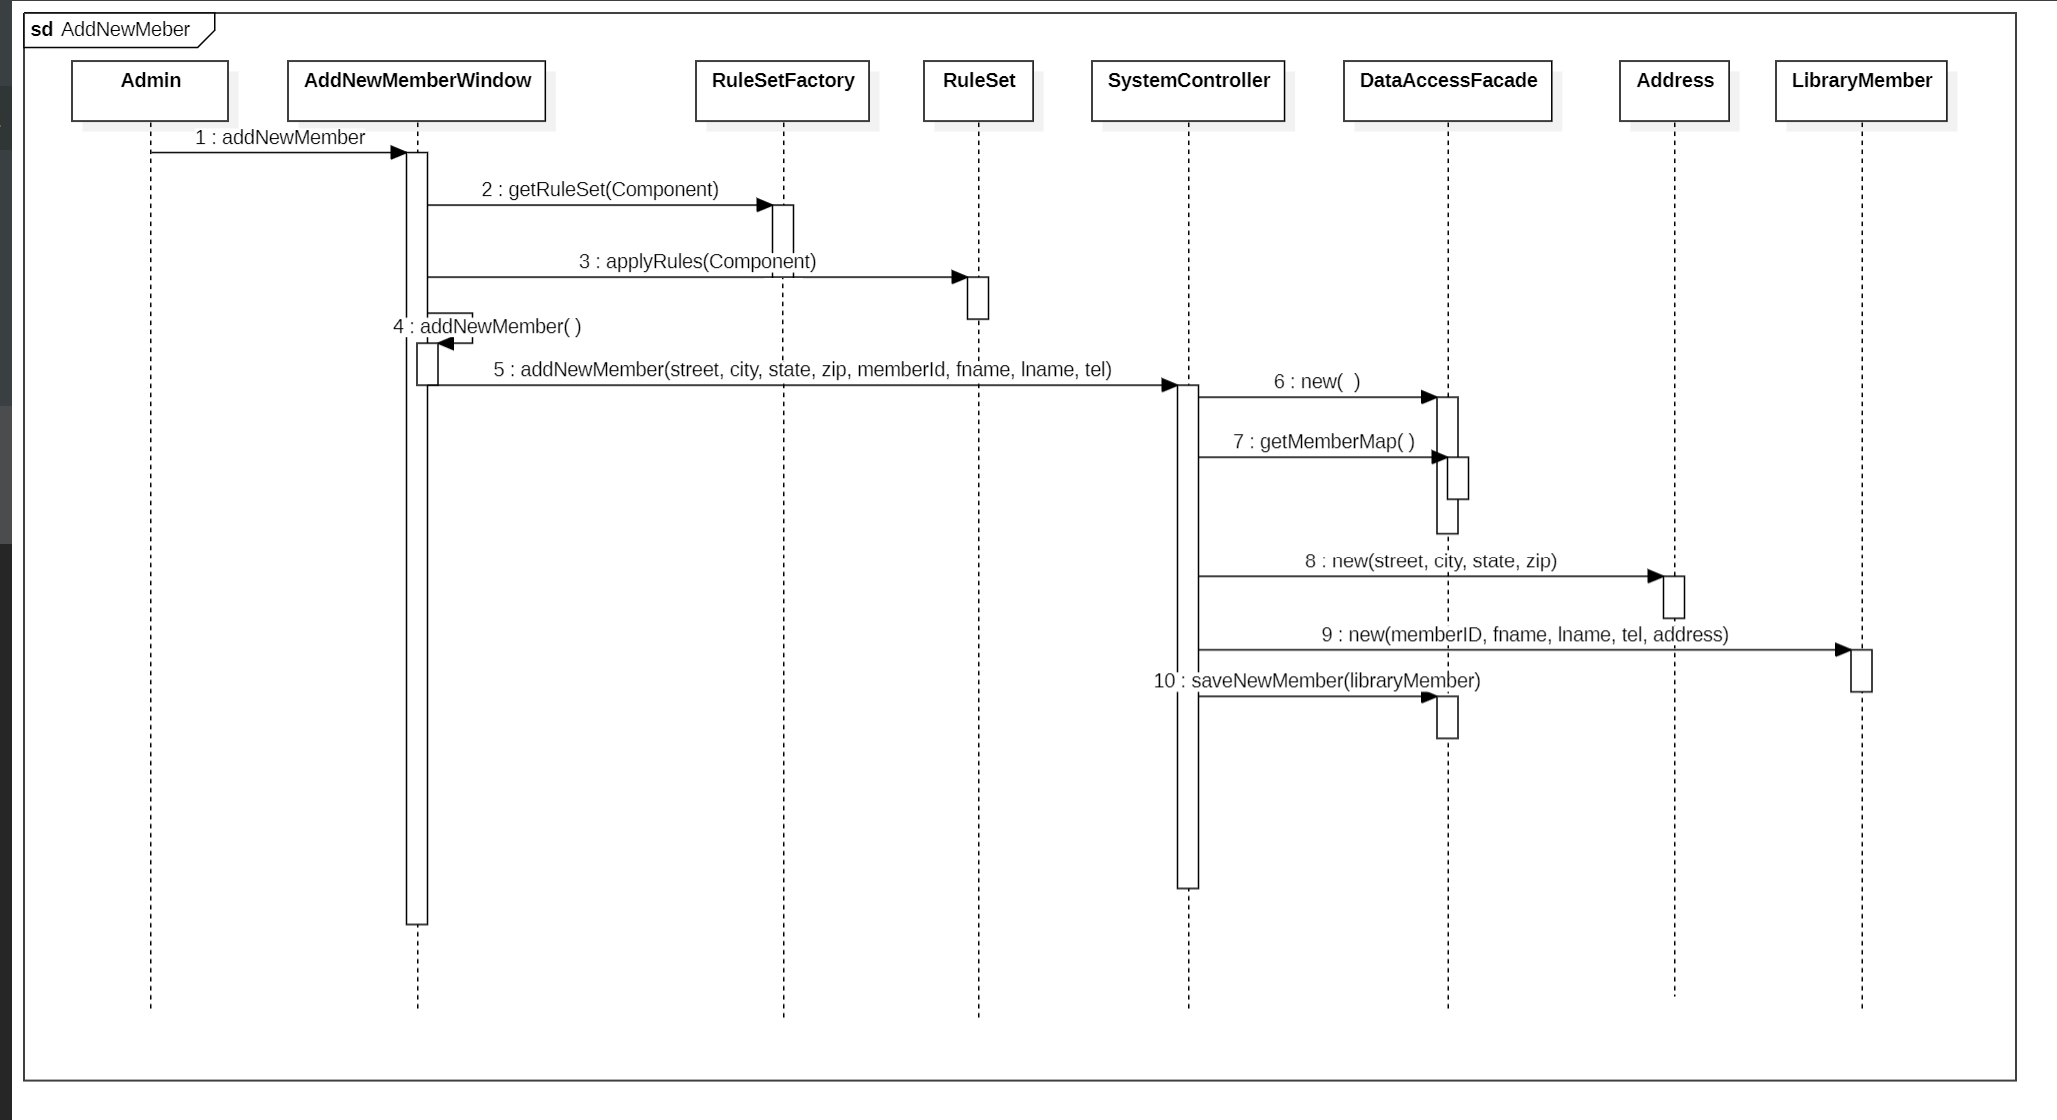 sd AddNewMeber
Admin
AddNewMemberWindow
RuleSetFactory
RuleSet
SystemController
DataAccessFacade
Address
LibraryMember
1 : addNewMember
2 : getRuleSet(Component)
3 : applyRules(Component)
4 : addNewMember( )
5 : addNewMember(street, city, state, zip, memberId, fname, lname, tel)
6 : new(  )
7 : getMemberMap( )
8 : new(street, city, state, zip)
9 : new(memberID, fname, lname, tel, address)
10 : saveNewMember(libraryMember)